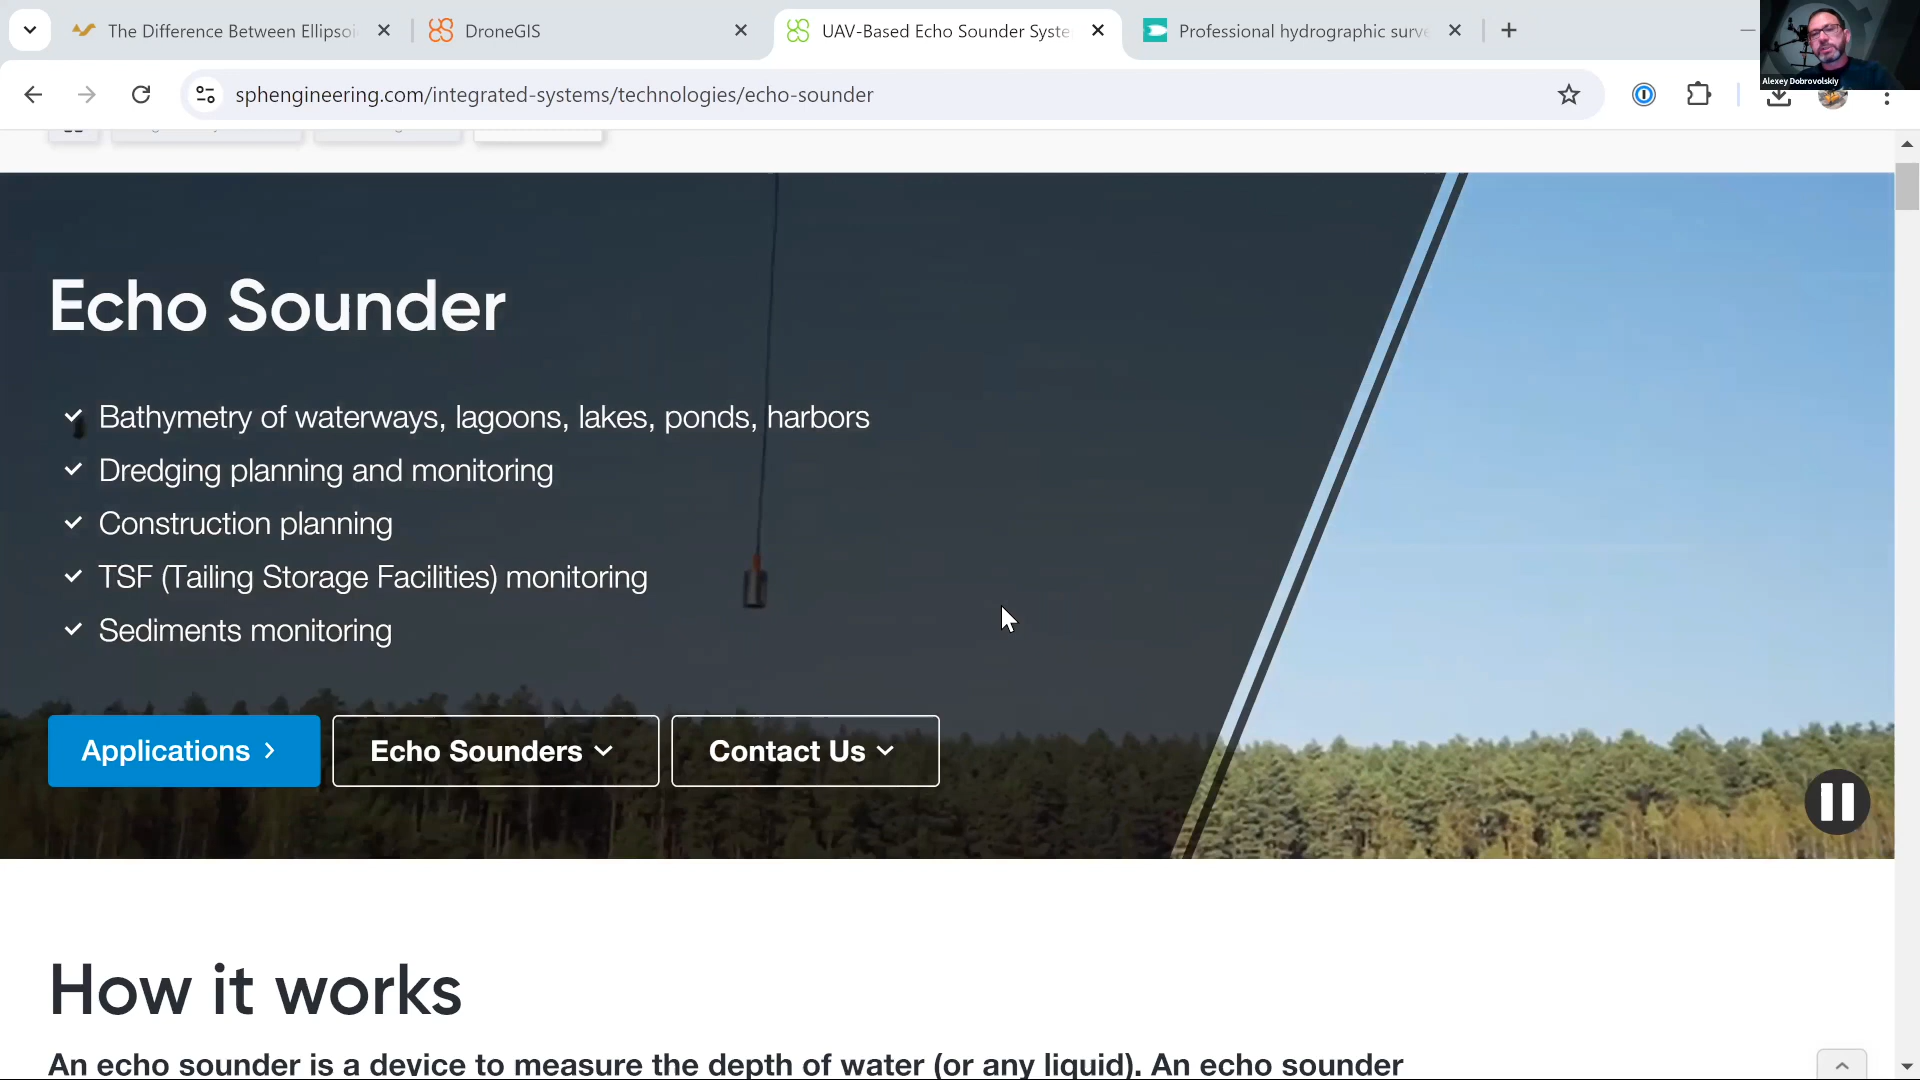 The Difference Between Ellipsoi
DroneGIS
UAV-Based Echo Sounder Syste
Professional hydrographic surve
Alexey Dobrovolskiy
sphengineering.com/integrated-systems/technologies/echo-sounder
Echo Sounder
Bathymetry of waterways, lagoons, lakes, ponds, harbors
Dredging planning and monitoring
Construction planning
TSF (Tailing Storage Facilities) monitoring
Sediments monitoring
Applications
Echo Sounders
Contact Us
How it works
An echo sounder is a device to measure the depth of water (or any liquid). An echo sounder